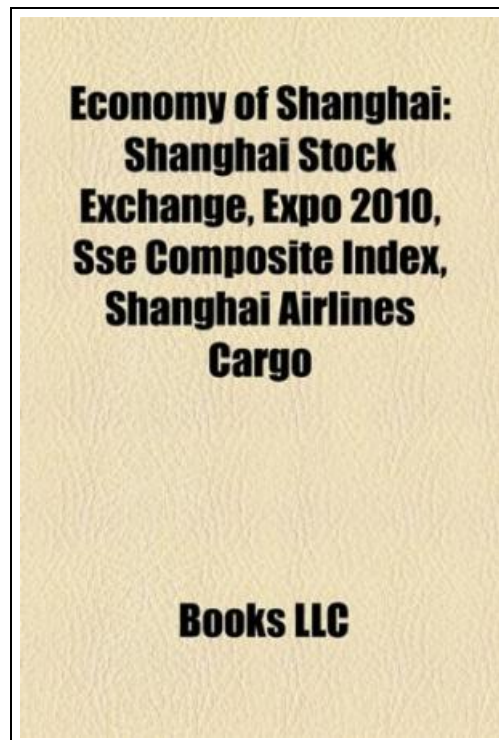 Economy of Shanghai:
Shanghai Stock
Exchange, Expo 2010,
Sse Composite Index,
Shanghai Airlines
Cargo
Books LLC